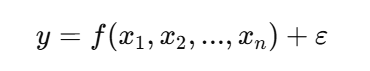 y = f(x₁, x₂, ..., xₙ) + ε